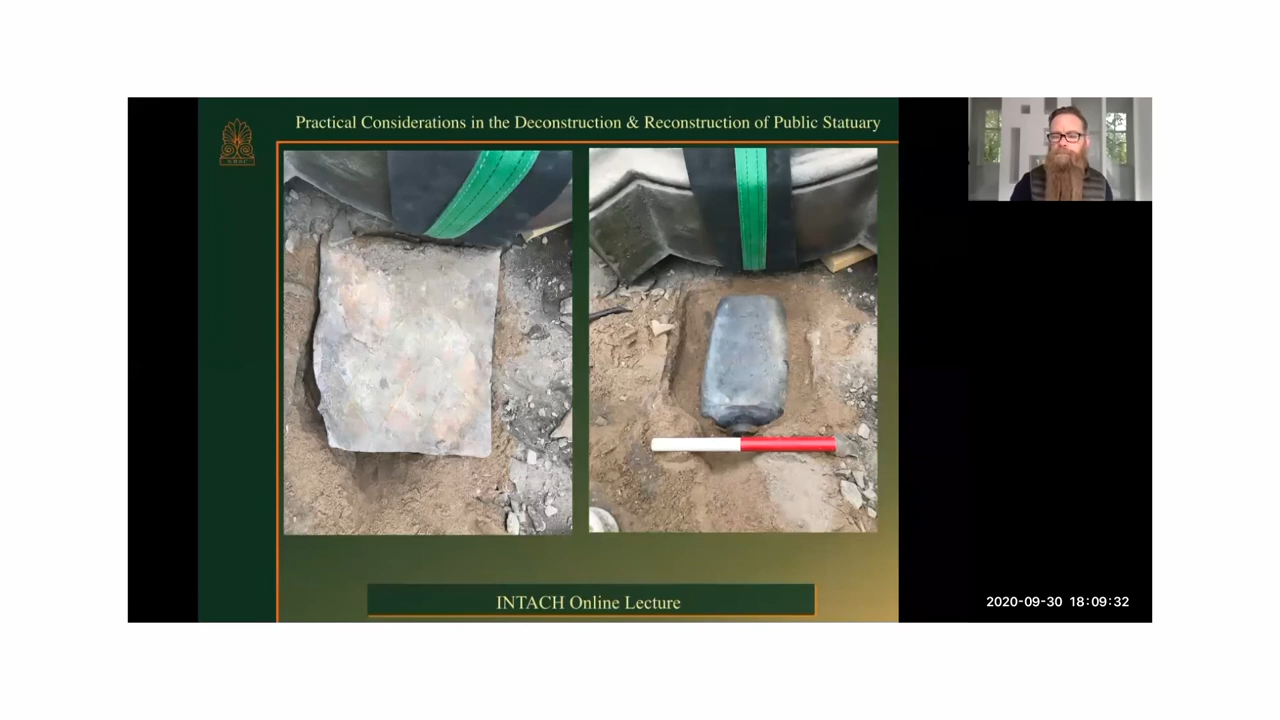 Practical Considerations in the Deconstruction & Reconstruction of Public Statuary
INTACH Online Lecture
2020-09-30 18:09:32